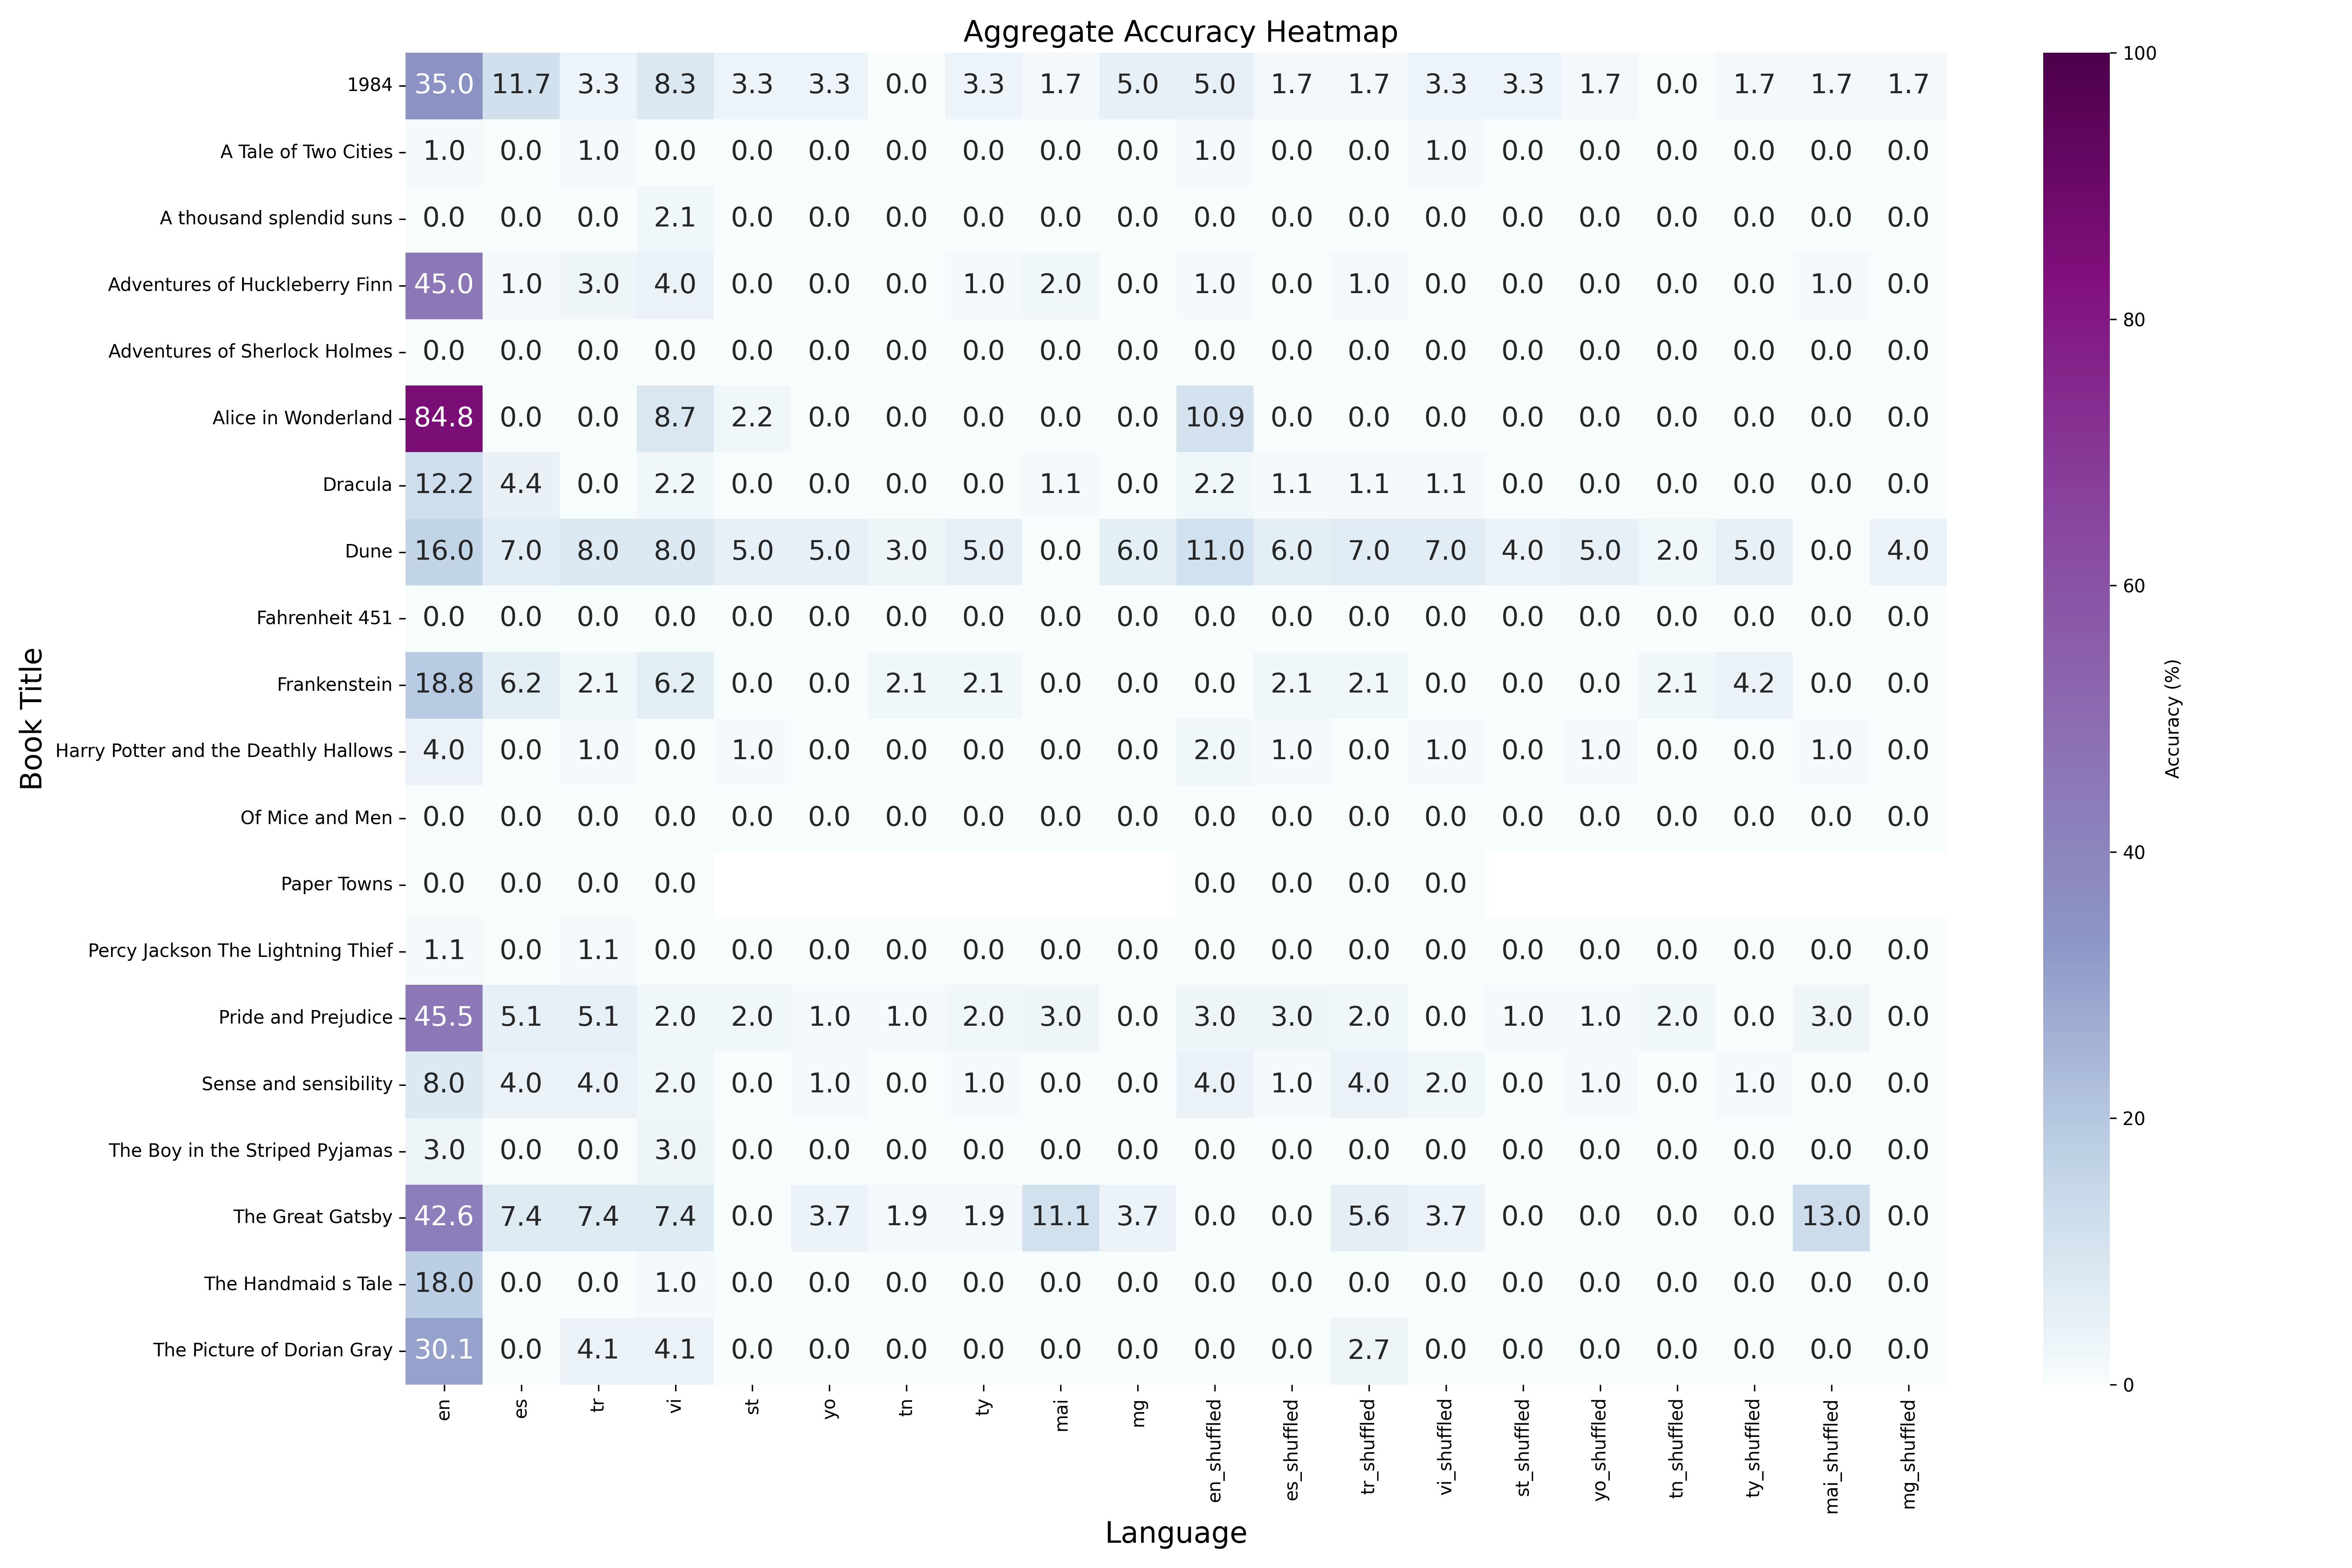 Aggregate Accuracy Heatmap
1984 35.0 11.7 3.3 8.3 3.3 3.3 0.0 3.3 1.7 5.0 5.0 1.7 1.7 3.3 3.3 1.7 0.0 1.7 1.7 1.7
A Tale of Two Cities 1.0 0.0 1.0 0.0 0.0 0.0 0.0 0.0 0.0 0.0 1.0 0.0 0.0 1.0 0.0 0.0 0.0 0.0 0.0 0.0
A thousand splendid suns 0.0 0.0 0.0 2.1 0.0 0.0 0.0 0.0 0.0 0.0 0.0 0.0 0.0 0.0 0.0 0.0 0.0 0.0 0.0 0.0
Adventures of Huckleberry Finn 45.0 1.0 3.0 4.0 0.0 0.0 0.0 1.0 2.0 0.0 1.0 0.0 1.0 0.0 0.0 0.0 0.0 0.0 1.0 0.0
Adventures of Sherlock Holmes 0.0 0.0 0.0 0.0 0.0 0.0 0.0 0.0 0.0 0.0 0.0 0.0 0.0 0.0 0.0 0.0 0.0 0.0 0.0 0.0
Alice in Wonderland 84.8 0.0 0.0 8.7 2.2 0.0 0.0 0.0 0.0 0.0 10.9 0.0 0.0 0.0 0.0 0.0 0.0 0.0 0.0 0.0
Dracula 12.2 4.4 0.0 2.2 0.0 0.0 0.0 0.0 1.1 0.0 2.2 1.1 1.1 1.1 0.0 0.0 0.0 0.0 0.0 0.0
Dune 16.0 7.0 8.0 8.0 5.0 5.0 3.0 5.0 0.0 6.0 11.0 6.0 7.0 7.0 4.0 5.0 2.0 5.0 0.0 4.0
Fahrenheit 451 0.0 0.0 0.0 0.0 0.0 0.0 0.0 0.0 0.0 0.0 0.0 0.0 0.0 0.0 0.0 0.0 0.0 0.0 0.0 0.0
Frankenstein 18.8 6.2 2.1 6.2 0.0 0.0 2.1 2.1 0.0 0.0 0.0 2.1 2.1 0.0 0.0 0.0 2.1 4.2 0.0 0.0
Harry Potter and the Deathly Hallows 4.0 0.0 1.0 0.0 1.0 0.0 0.0 0.0 0.0 0.0 2.0 1.0 0.0 1.0 0.0 1.0 0.0 0.0 1.0 0.0
Of Mice and Men 0.0 0.0 0.0 0.0 0.0 0.0 0.0 0.0 0.0 0.0 0.0 0.0 0.0 0.0 0.0 0.0 0.0 0.0 0.0 0.0
Paper Towns 0.0 0.0 0.0 0.0 0.0 0.0 0.0 0.0
Percy Jackson The Lightning Thief 1.1 0.0 1.1 0.0 0.0 0.0 0.0 0.0 0.0 0.0 0.0 0.0 0.0 0.0 0.0 0.0 0.0 0.0 0.0 0.0
Pride and Prejudice 45.5 5.1 5.1 2.0 2.0 1.0 1.0 2.0 3.0 0.0 3.0 3.0 2.0 0.0 1.0 1.0 2.0 0.0 3.0 0.0
Sense and sensibility 8.0 4.0 4.0 2.0 0.0 1.0 0.0 1.0 0.0 0.0 4.0 1.0 4.0 2.0 0.0 1.0 0.0 1.0 0.0 0.0
The Boy in the Striped Pyjamas 3.0 0.0 0.0 3.0 0.0 0.0 0.0 0.0 0.0 0.0 0.0 0.0 0.0 0.0 0.0 0.0 0.0 0.0 0.0 0.0
The Great Gatsby 42.6 7.4 7.4 7.4 0.0 3.7 1.9 1.9 11.1 3.7 0.0 0.0 5.6 3.7 0.0 0.0 0.0 0.0 13.0 0.0
The Handmaid s Tale 18.0 0.0 0.0 1.0 0.0 0.0 0.0 0.0 0.0 0.0 0.0 0.0 0.0 0.0 0.0 0.0 0.0 0.0 0.0 0.0
The Picture of Dorian Gray 30.1 0.0 4.1 4.1 0.0 0.0 0.0 0.0 0.0 0.0 0.0 0.0 2.7 0.0 0.0 0.0 0.0 0.0 0.0 0.0
en es tr vi st yo tn ty mai mg en_shuffled es_shuffled tr_shuffled vi_shuffled st_shuffled yo_shuffled tn_shuffled ty_shuffled mai_shuffled mg_shuffled
Language
Book Title
100
80
60
40
20
0
Accuracy (%)